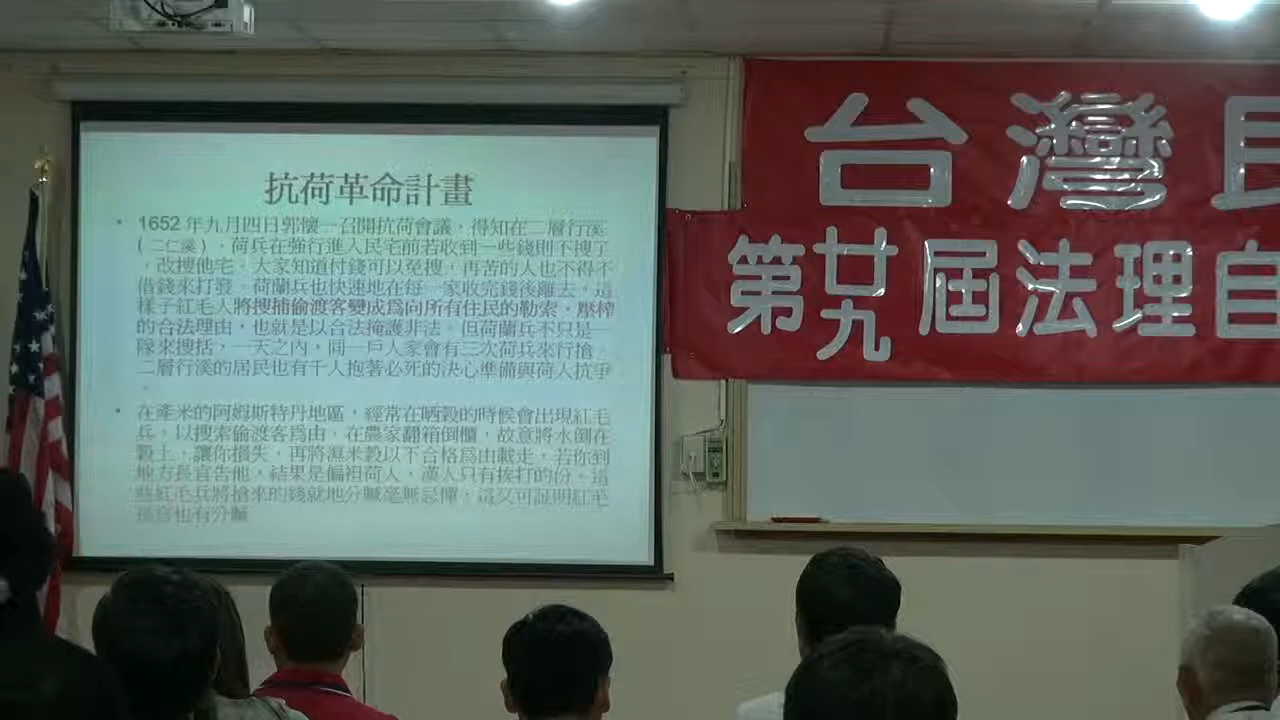 抗荷革命計畫
• 1652 年九月四日郭懷一召開抗荷會議，得知在二層行溪
(二仁溪)，荷兵在強行進入民宅前若收到一些錢則不搜了
，改搜他宅。大家知道付錢可以免搜，再苦的人也不得不
借錢來打發。荷蘭兵也快速地在每一家收完錢後離去，這
樣子紅毛人將搜捕偷渡客變成爲向所有住民的勒索，壓榨
的合法理由，也就是以合法掩護非法。但荷蘭兵不只是一
隊來搜括，一天之內，同一戶人家會有三次荷兵來行搶。
二層行溪的居民也有千人抱著必死的決心準備與荷人抗爭
。
• 在產米的阿姆斯特丹地區，經常在晒穀的時候會出現紅毛
兵，以搜索偷渡客爲由，在農家翻箱倒櫃，故意將水倒在
穀上，讓你損失，再將濕米穀以下合格爲由載走，若你到
地方長官告他，結果是偏袒荷人，漢人只有挨打的份。這
些紅毛兵將搶來的錢就地分贓毫無忌憚，這又可証明紅毛
長官也有分贓
台灣
第廿九屆法理自